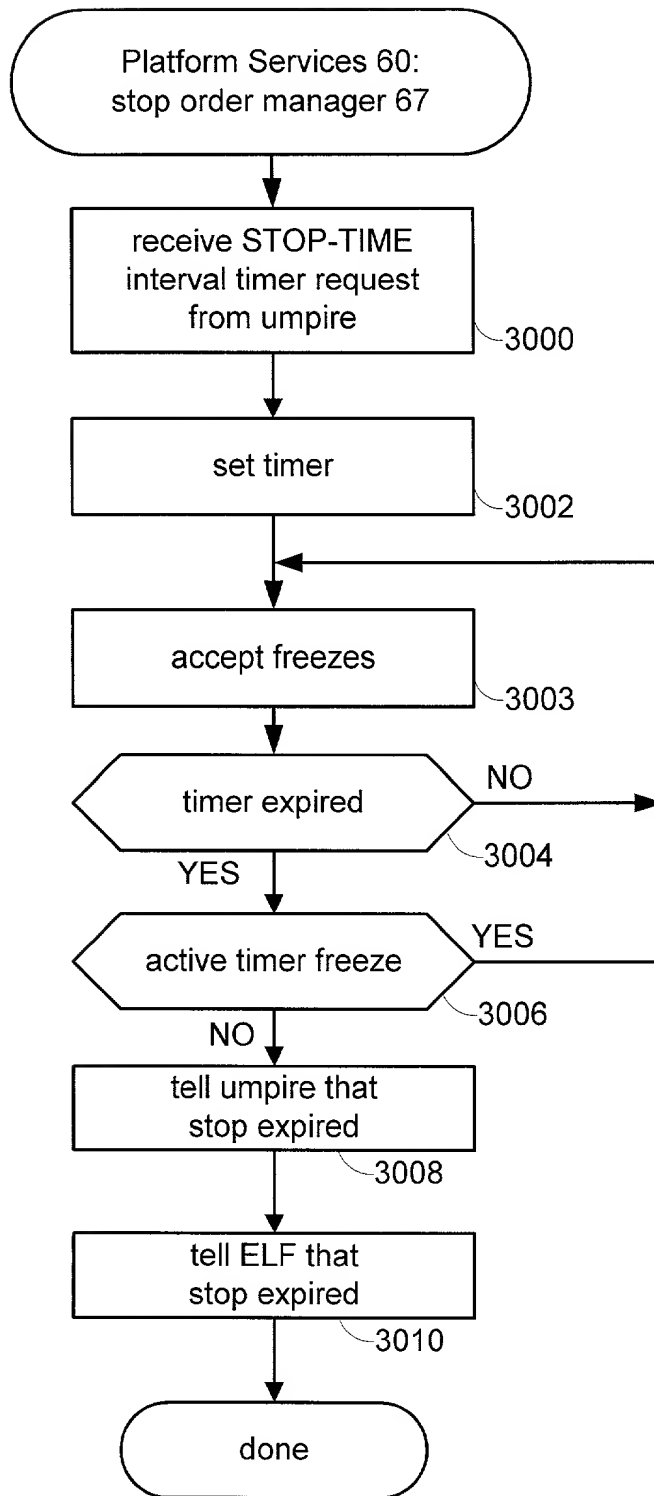 Platform Services 60:
stop order manager 67
receive STOP-TIME
interval timer request
from umpire
3000
set timer
3002
accept freezes
3003
timer expired
NO
3004
YES
active timer freeze
YES
3006
NO
tell umpire that
stop expired
3008
tell ELF that
stop expired
3010
done